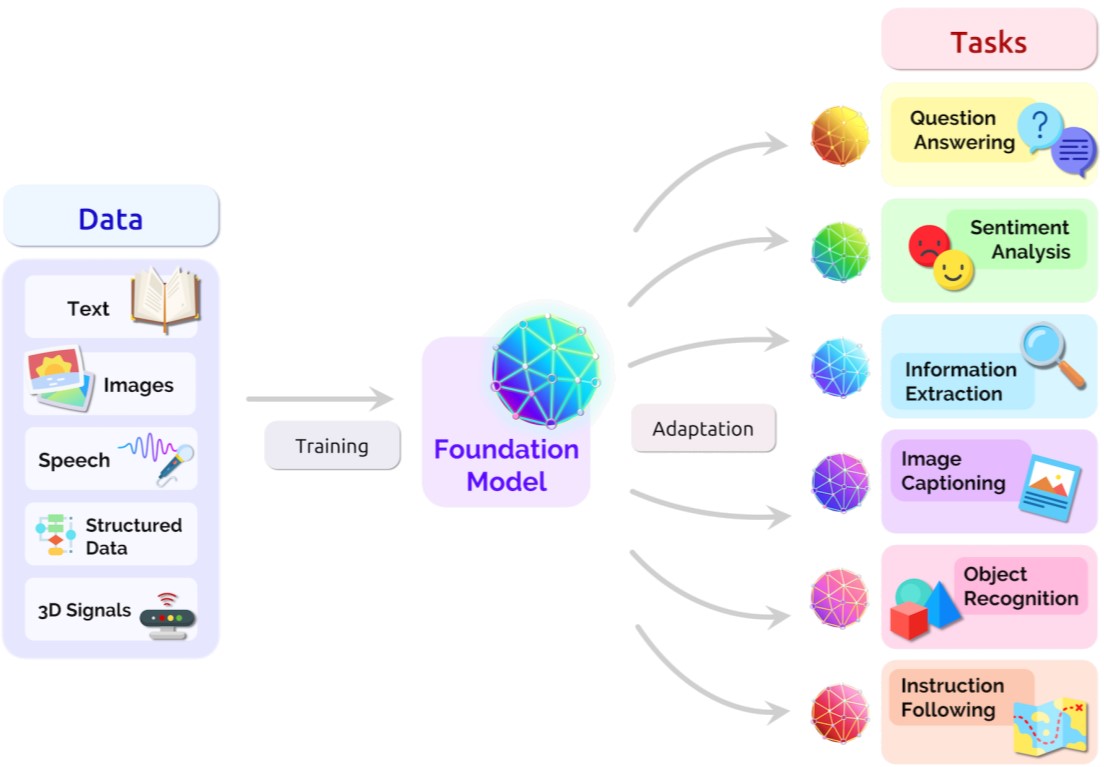 Data
Text
Images
Speech
Structured
Data
3D Signals
Training
Foundation
Model
Adaptation
Tasks
Question
Answering
?
Sentiment
Analysis
Information
Extraction
Image
Captioning
Object
Recognition
Instruction
Following